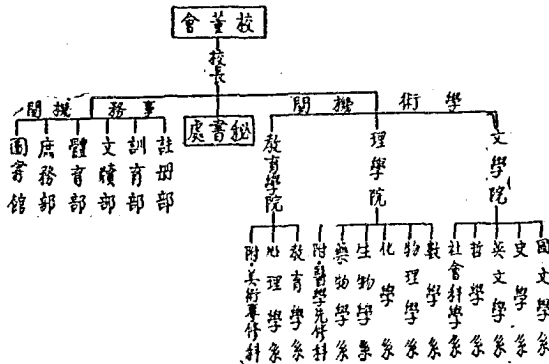 校董會
校長
學術機關
事務機關
秘書處
文學院
理學院
教育學院
註冊部
訓育部
文牘部
體育部
庶務部
圖書館
國文學系
史學系
英文學系
哲學系
社會科學系
數學系
物理學系
化學系
生物學系
藥物學系
附·醫學先修科
教育學系
心理學系
附·美術專修科